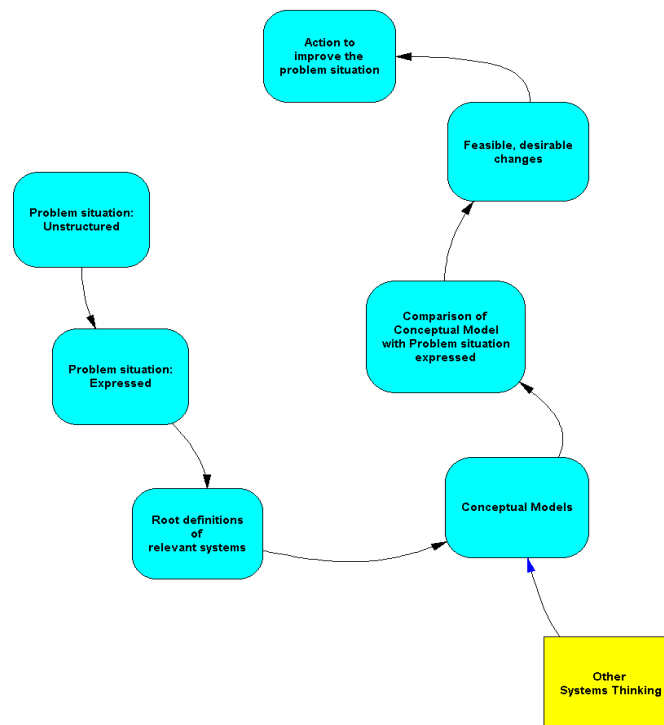 Action to
improve the
problem situation
Feasible, desirable
changes
Problem situation:
Unstructured
Comparison of
Conceptual Model
with Problem situation
expressed
Problem situation:
Expressed
Conceptual Models
Root definitions
of
relevant systems
Other
Systems Thinking